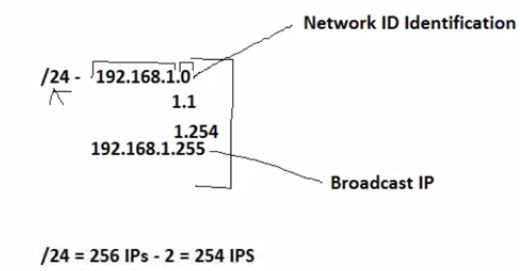 Network ID Identification
/24 - 192.168.1.0
1.1
1.254
192.168.1.255
Broadcast IP
/24 = 256 IPs - 2 = 254 IPS